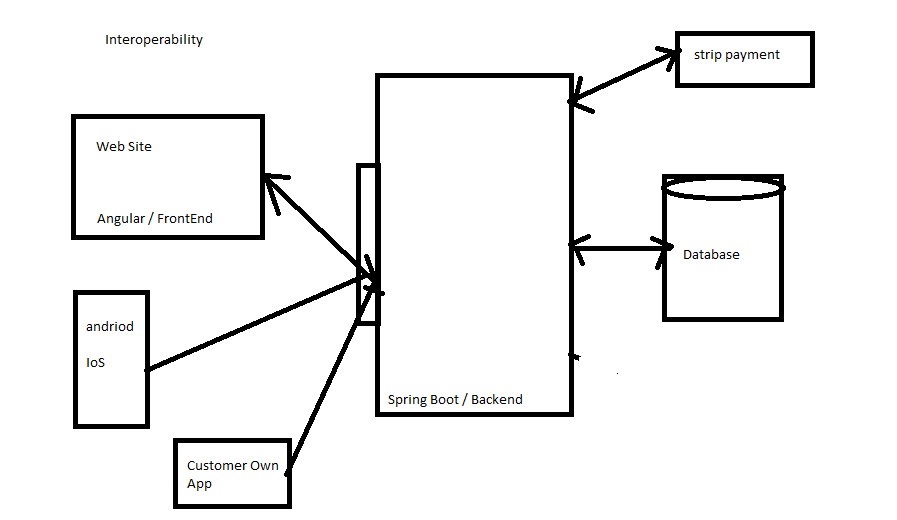 Interoperability
strip payment
Web Site
Angular / FrontEnd
Database
andriod
IoS
Spring Boot / Backend
Customer Own
App